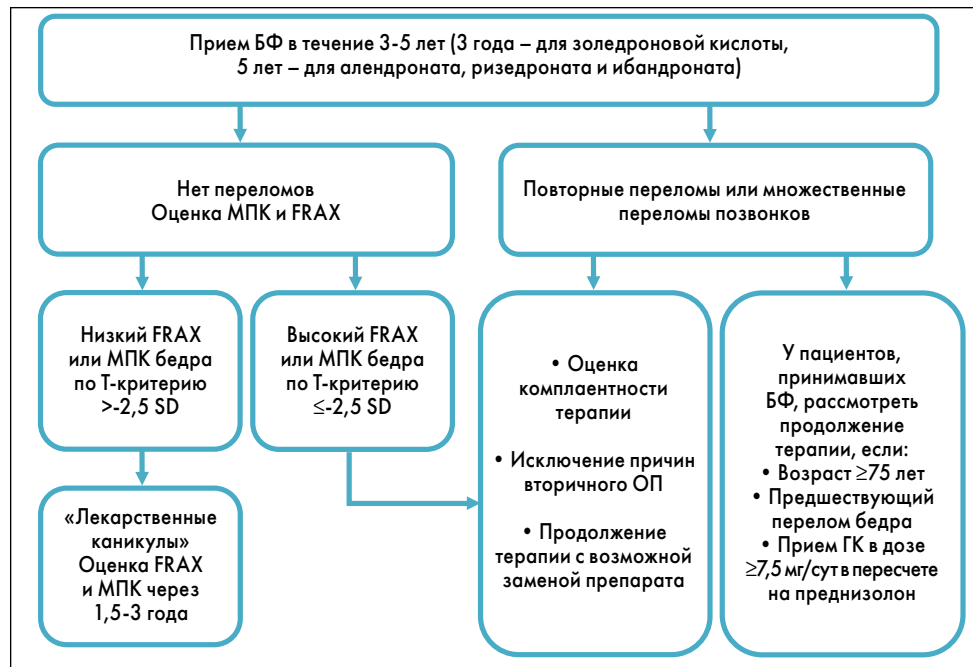 Прием БФ в течение 3-5 лет (3 года – для золедроновой кислоты,
5 лет – для алендроната, ризедроната и ибандроната)
Нет переломов
Оценка МПК и FRAX
Повторные переломы или множественные
переломы позвонков
Низкий FRAX
или МПК бедра
по Т-критерию
>-2,5 SD
Высокий FRAX
или МПК бедра
по Т-критерию
≤-2,5 SD
• Оценка
комплаентности
терапии
• Исключение причин
вторичного ОП
• Продолжение
терапии с возможной
заменой препарата
У пациентов,
принимавших
БФ, рассмотреть
продолжение
терапии, если:
• Возраст ≥75 лет
• Предшествующий
перелом бедра
• Прием ГК в дозе
≥7,5 мг/сут в пересчете
на преднизолон
«Лекарственные
каникулы»
Оценка FRAX
и МПК через
1,5-3 года